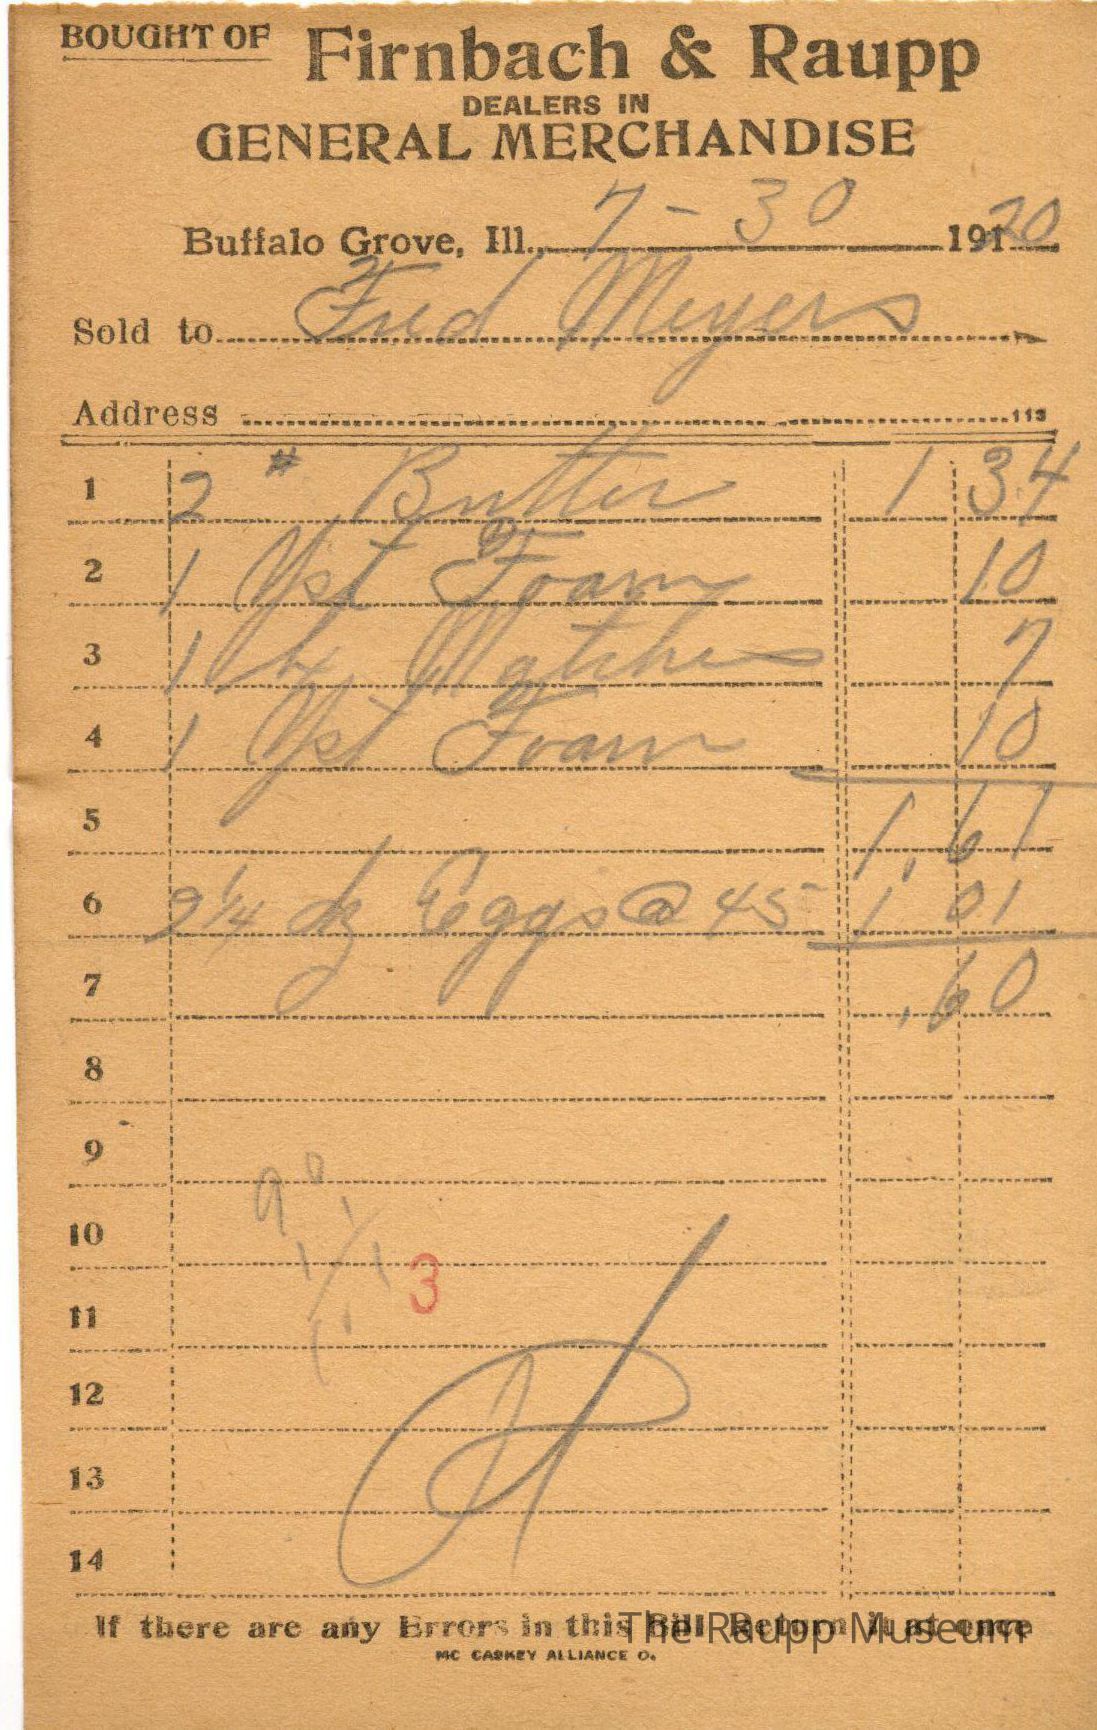 BOUGHT OF Firnbach & Raupp
DEALERS IN
GENERAL MERCHANDISE
Buffalo Grove, Ill., 7 - 30 1920
Sold to Fred Meyers
Address 113
1 2 # Butter 1 34
2 1 Yst Foam 10
3 1 bx Matches 7
4 1 Yst Foam 10
5 1.61
6 2 1/4 dz Eggs @ 45 1 01
7 .60
8
9
10
3
11
12
13
14
If there are any Errors in this Bill Return it at once
The Raupp Museum
MC CASKEY ALLIANCE O.